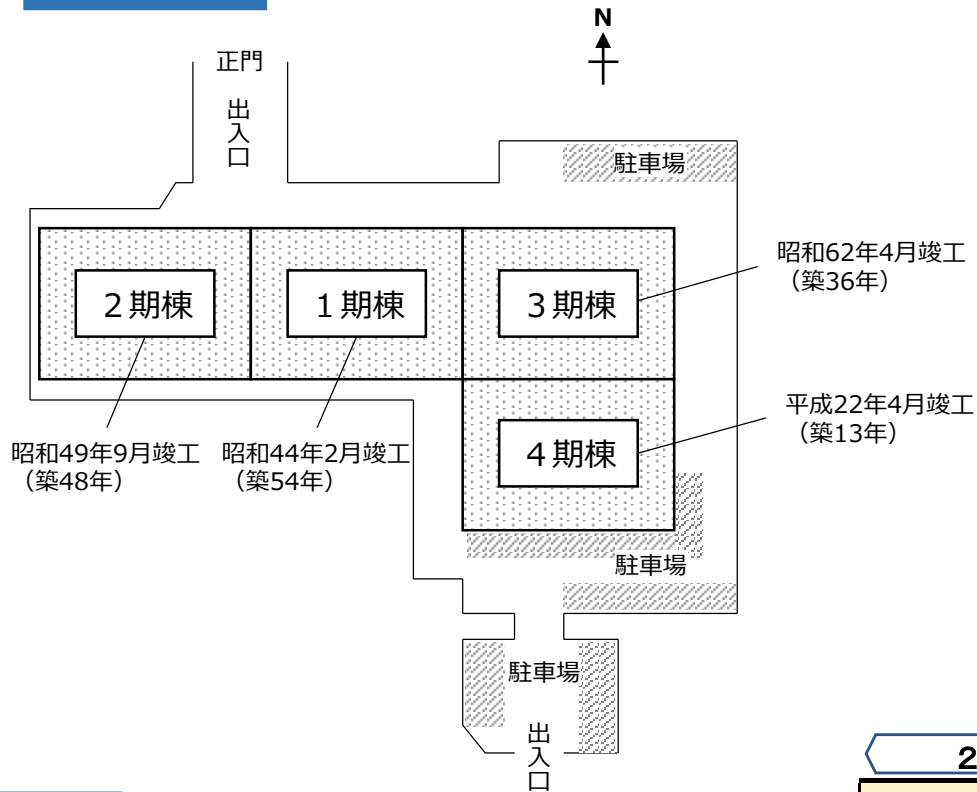 N
正門
出入口
駐車場
2期棟
1期棟
3期棟
昭和62年4月竣工
（築36年）
4期棟
平成22年4月竣工
（築13年）
昭和49年9月竣工
（築48年）
昭和44年2月竣工
（築54年）
駐車場
駐車場
出入口
2